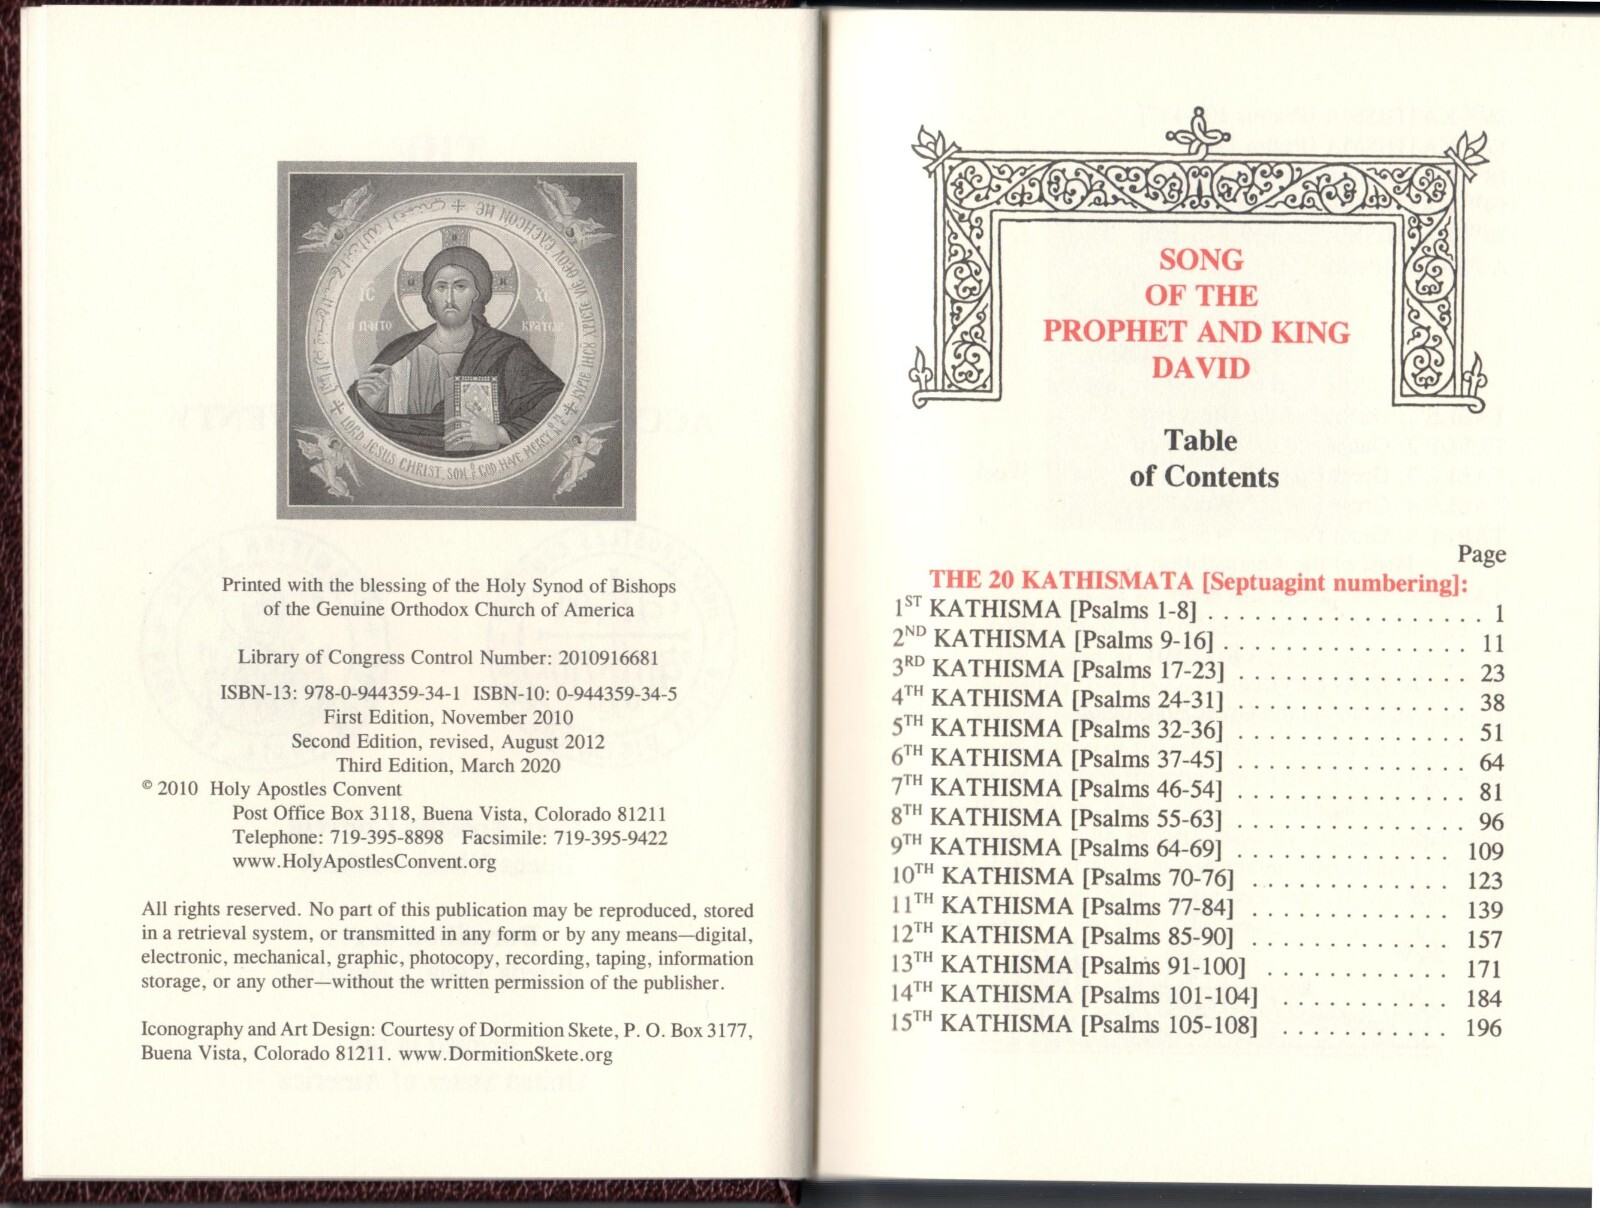 IC
XC
Ο ΠΑΝΤΟ
ΚΡΑΤωΡ
+ LORD JESUS CHRIST, SON OF GOD, HAVE MERCY
Printed with the blessing of the Holy Synod of Bishops
of the Genuine Orthodox Church of America
Library of Congress Control Number: 2010916681
ISBN-13: 978-0-944359-34-1 ISBN-10: 0-944359-34-5
First Edition, November 2010
Second Edition, revised, August 2012
Third Edition, March 2020
© 2010 Holy Apostles Convent
Post Office Box 3118, Buena Vista, Colorado 81211
Telephone: 719-395-8898 Facsimile: 719-395-9422
www.HolyApostlesConvent.org
All rights reserved. No part of this publication may be reproduced, stored
in a retrieval system, or transmitted in any form or by any means—digital,
electronic, mechanical, graphic, photocopy, recording, taping, information
storage, or any other—without the written permission of the publisher.
Iconography and Art Design: Courtesy of Dormition Skete, P. O. Box 3177,
Buena Vista, Colorado 81211. www.DormitionSkete.org
SONG
OF THE
PROPHET AND KING
DAVID
Table
of Contents
Page
THE 20 KATHISMATA [Septuagint numbering]:
1ST KATHISMA [Psalms 1-8] . . . . . . . . . . . . . . . . . . . 1
2ND KATHISMA [Psalms 9-16] . . . . . . . . . . . . . . . . . 11
3RD KATHISMA [Psalms 17-23] . . . . . . . . . . . . . . . . 23
4TH KATHISMA [Psalms 24-31] . . . . . . . . . . . . . . . . 38
5TH KATHISMA [Psalms 32-36] . . . . . . . . . . . . . . . . 51
6TH KATHISMA [Psalms 37-45] . . . . . . . . . . . . . . . . 64
7TH KATHISMA [Psalms 46-54] . . . . . . . . . . . . . . . . 81
8TH KATHISMA [Psalms 55-63] . . . . . . . . . . . . . . . . 96
9TH KATHISMA [Psalms 64-69] . . . . . . . . . . . . . . . 109
10TH KATHISMA [Psalms 70-76] . . . . . . . . . . . . . . 123
11TH KATHISMA [Psalms 77-84] . . . . . . . . . . . . . . 139
12TH KATHISMA [Psalms 85-90] . . . . . . . . . . . . . . 157
13TH KATHISMA [Psalms 91-100] . . . . . . . . . . . . . 171
14TH KATHISMA [Psalms 101-104] . . . . . . . . . . . . 184
15TH KATHISMA [Psalms 105-108] . . . . . . . . . . . . 196